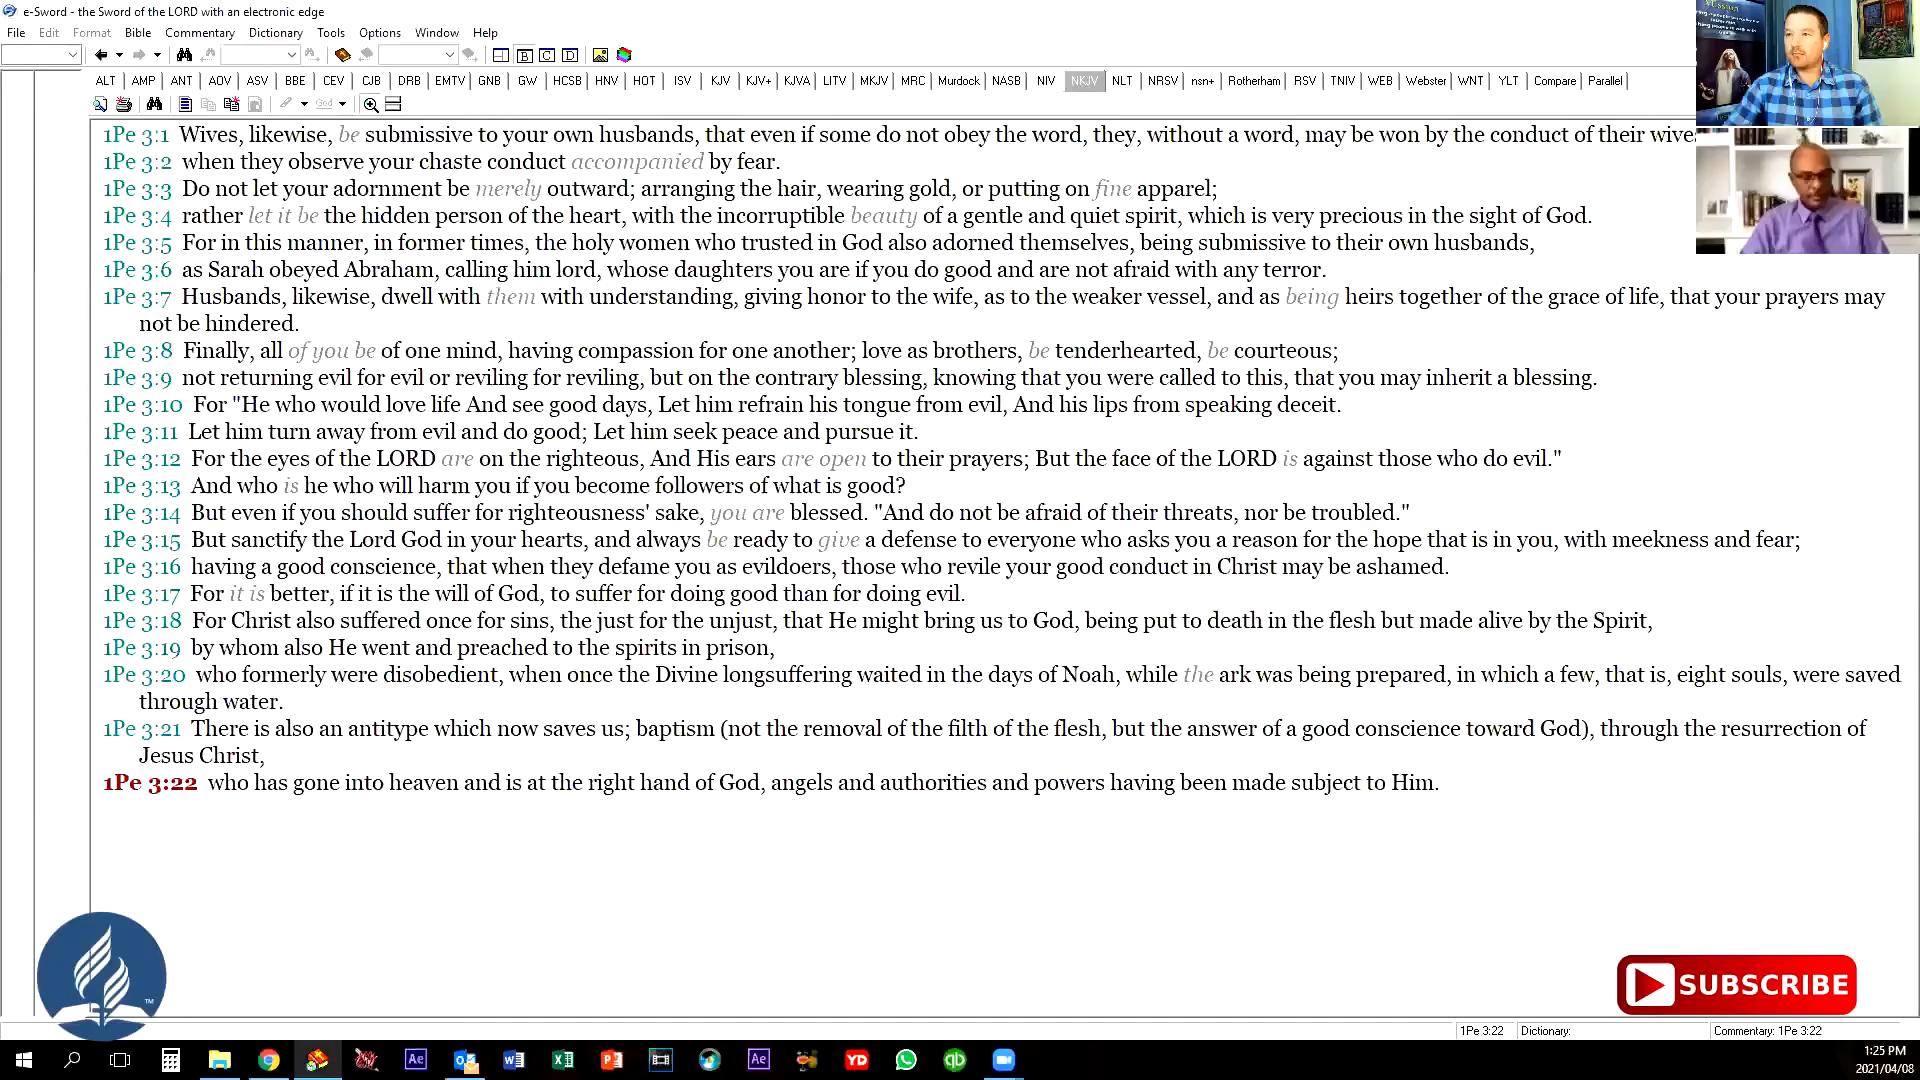 e-Sword - the Sword of the LORD with an electronic edge
File Edit Format Bible Commentary Dictionary Tools Options Window Help
B C D
ALT AMP ANT AOV ASV BBE CEV CJB DRB EMTV GNB GW HCSB HNV HOT ISV KJV KJV+ KJVA LITV MKJV MRC Murdock NASB NIV NKJV NLT NRSV nsn+ Rotherham RSV TNIV WEB Webster WNT YLT Compare Parallel
God
1Pe 3:1 Wives, likewise, be submissive to your own husbands, that even if some do not obey the word, they, without a word, may be won by the conduct of their wives
1Pe 3:2 when they observe your chaste conduct accompanied by fear.
1Pe 3:3 Do not let your adornment be merely outward; arranging the hair, wearing gold, or putting on fine apparel;
1Pe 3:4 rather let it be the hidden person of the heart, with the incorruptible beauty of a gentle and quiet spirit, which is very precious in the sight of God.
1Pe 3:5 For in this manner, in former times, the holy women who trusted in God also adorned themselves, being submissive to their own husbands,
1Pe 3:6 as Sarah obeyed Abraham, calling him lord, whose daughters you are if you do good and are not afraid with any terror.
1Pe 3:7 Husbands, likewise, dwell with them with understanding, giving honor to the wife, as to the weaker vessel, and as being heirs together of the grace of life, that your prayers may
not be hindered.
1Pe 3:8 Finally, all of you be of one mind, having compassion for one another; love as brothers, be tenderhearted, be courteous;
1Pe 3:9 not returning evil for evil or reviling for reviling, but on the contrary blessing, knowing that you were called to this, that you may inherit a blessing.
1Pe 3:10 For "He who would love life And see good days, Let him refrain his tongue from evil, And his lips from speaking deceit.
1Pe 3:11 Let him turn away from evil and do good; Let him seek peace and pursue it.
1Pe 3:12 For the eyes of the LORD are on the righteous, And His ears are open to their prayers; But the face of the LORD is against those who do evil."
1Pe 3:13 And who is he who will harm you if you become followers of what is good?
1Pe 3:14 But even if you should suffer for righteousness' sake, you are blessed. "And do not be afraid of their threats, nor be troubled."
1Pe 3:15 But sanctify the Lord God in your hearts, and always be ready to give a defense to everyone who asks you a reason for the hope that is in you, with meekness and fear;
1Pe 3:16 having a good conscience, that when they defame you as evildoers, those who revile your good conduct in Christ may be ashamed.
1Pe 3:17 For it is better, if it is the will of God, to suffer for doing good than for doing evil.
1Pe 3:18 For Christ also suffered once for sins, the just for the unjust, that He might bring us to God, being put to death in the flesh but made alive by the Spirit,
1Pe 3:19 by whom also He went and preached to the spirits in prison,
1Pe 3:20 who formerly were disobedient, when once the Divine longsuffering waited in the days of Noah, while the ark was being prepared, in which a few, that is, eight souls, were saved
through water.
1Pe 3:21 There is also an antitype which now saves us; baptism (not the removal of the filth of the flesh, but the answer of a good conscience toward God), through the resurrection of
Jesus Christ,
1Pe 3:22 who has gone into heaven and is at the right hand of God, angels and authorities and powers having been made subject to Him.
TM
SUBSCRIBE
1Pe 3:22 Dictionary: Commentary: 1Pe 3:22
Ae Ae YD qb
1:25 PM
2021/04/08